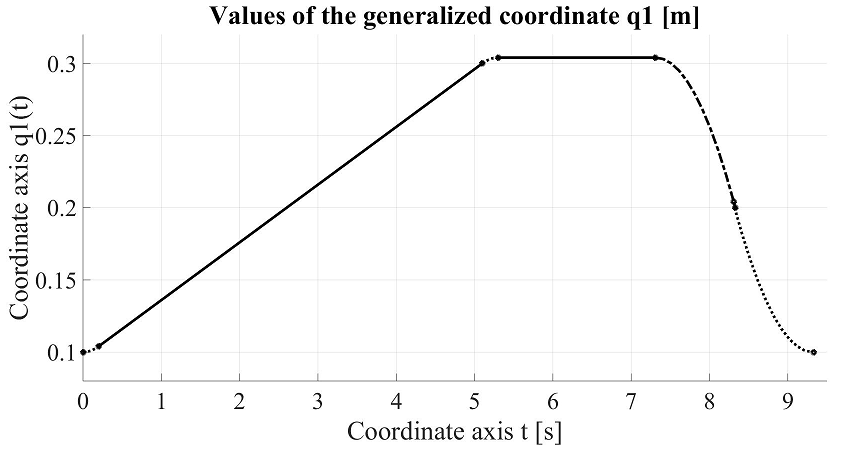 Values of the generalized coordinate q1 [m]
Coordinate axis q1(t)
0.3
0.25
0.2
0.15
0.1
0 1 2 3 4 5 6 7 8 9
Coordinate axis t [s]